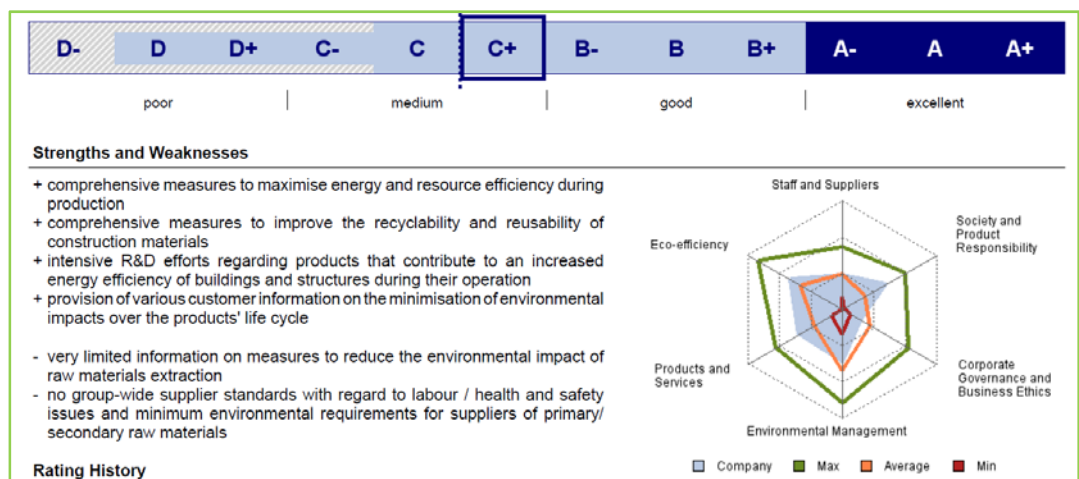 D- D D+ C- C C+ B- B B+ A- A A+
poor medium good excellent
Strengths and Weaknesses
+ comprehensive measures to maximise energy and resource efficiency during
production
+ comprehensive measures to improve the recyclability and reusability of
construction materials
+ intensive R&D efforts regarding products that contribute to an increased
energy efficiency of buildings and structures during their operation
+ provision of various customer information on the minimisation of environmental
impacts over the products' life cycle
- very limited information on measures to reduce the environmental impact of
raw materials extraction
- no group-wide supplier standards with regard to labour / health and safety
issues and minimum environmental requirements for suppliers of primary/
secondary raw materials
Staff and Suppliers
Society and
Product
Responsibility
Eco-efficiency
Products and
Services
Corporate
Governance and
Business Ethics
Environmental Management
Company Max Average Min
Rating History